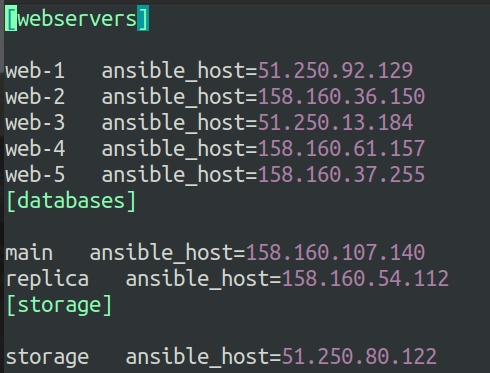 [webservers]
web-1   ansible_host=51.250.92.129
web-2   ansible_host=158.160.36.150
web-3   ansible_host=51.250.13.184
web-4   ansible_host=158.160.61.157
web-5   ansible_host=158.160.37.255
[databases]
main   ansible_host=158.160.107.140
replica   ansible_host=158.160.54.112
[storage]
storage   ansible_host=51.250.80.122